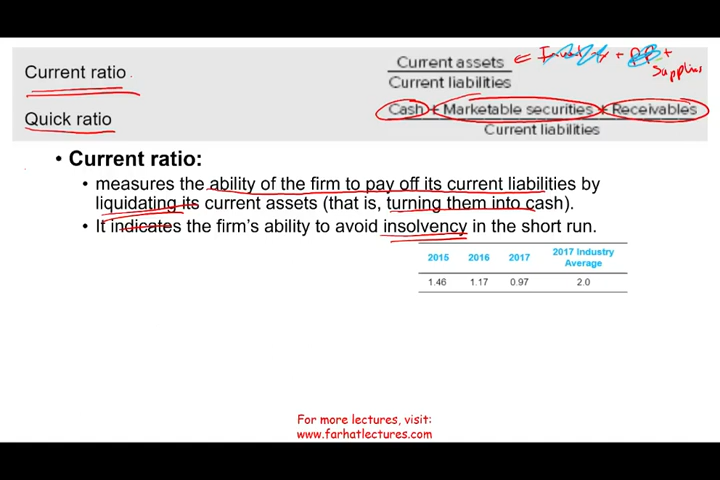 Current ratio
Current assets
Current liabilities
Supplies
Quick ratio
Cash + Marketable securities + Receivables
Current liabilities
• Current ratio:
• measures the ability of the firm to pay off its current liabilities by
liquidating its current assets (that is, turning them into cash).
• It indicates the firm's ability to avoid insolvency in the short run.
2015 2016 2017 2017 Industry
Average
1.46 1.17 0.97 2.0
For more lectures, visit:
www.farhatlectures.com